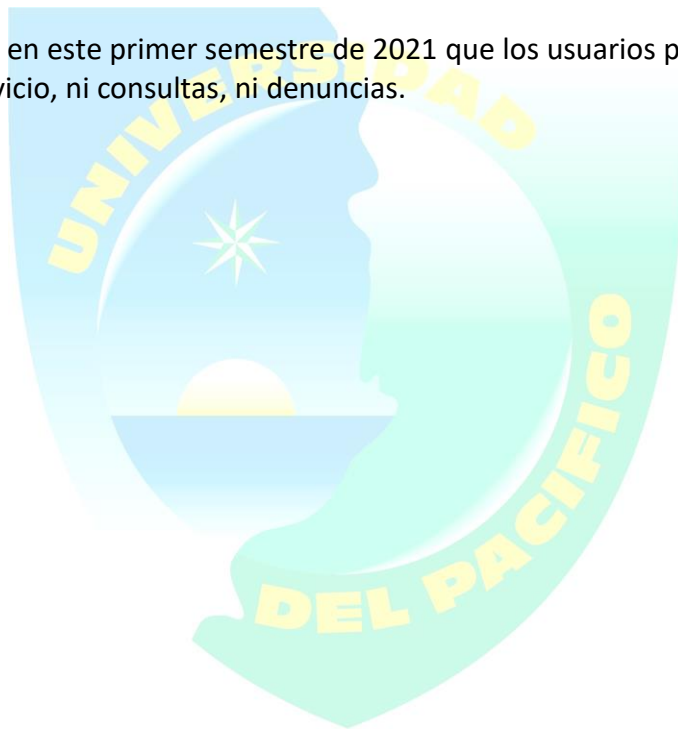 en este primer semestre de 2021 que los usuarios p
vicio, ni consultas, ni denuncias.
UNIVERSIDAD
DEL PACIFICO